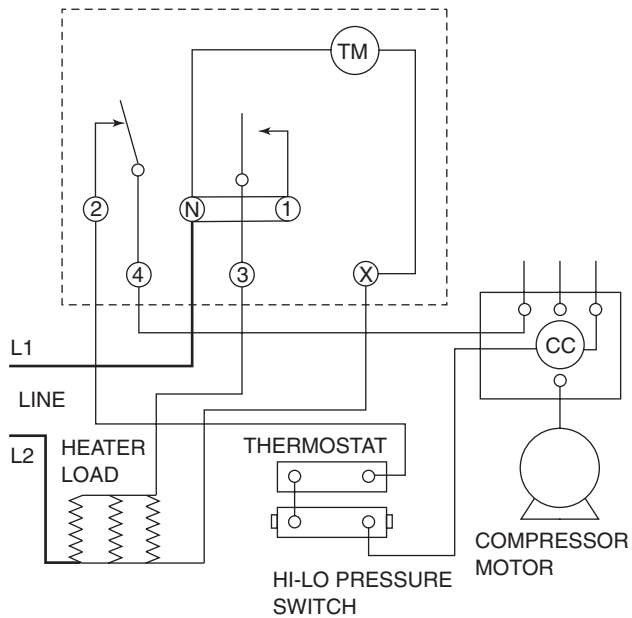 TM
2
N
1
4
3
X
L1
CC
LINE
L2
HEATER
LOAD
THERMOSTAT
HI-LO PRESSURE
SWITCH
COMPRESSOR
MOTOR